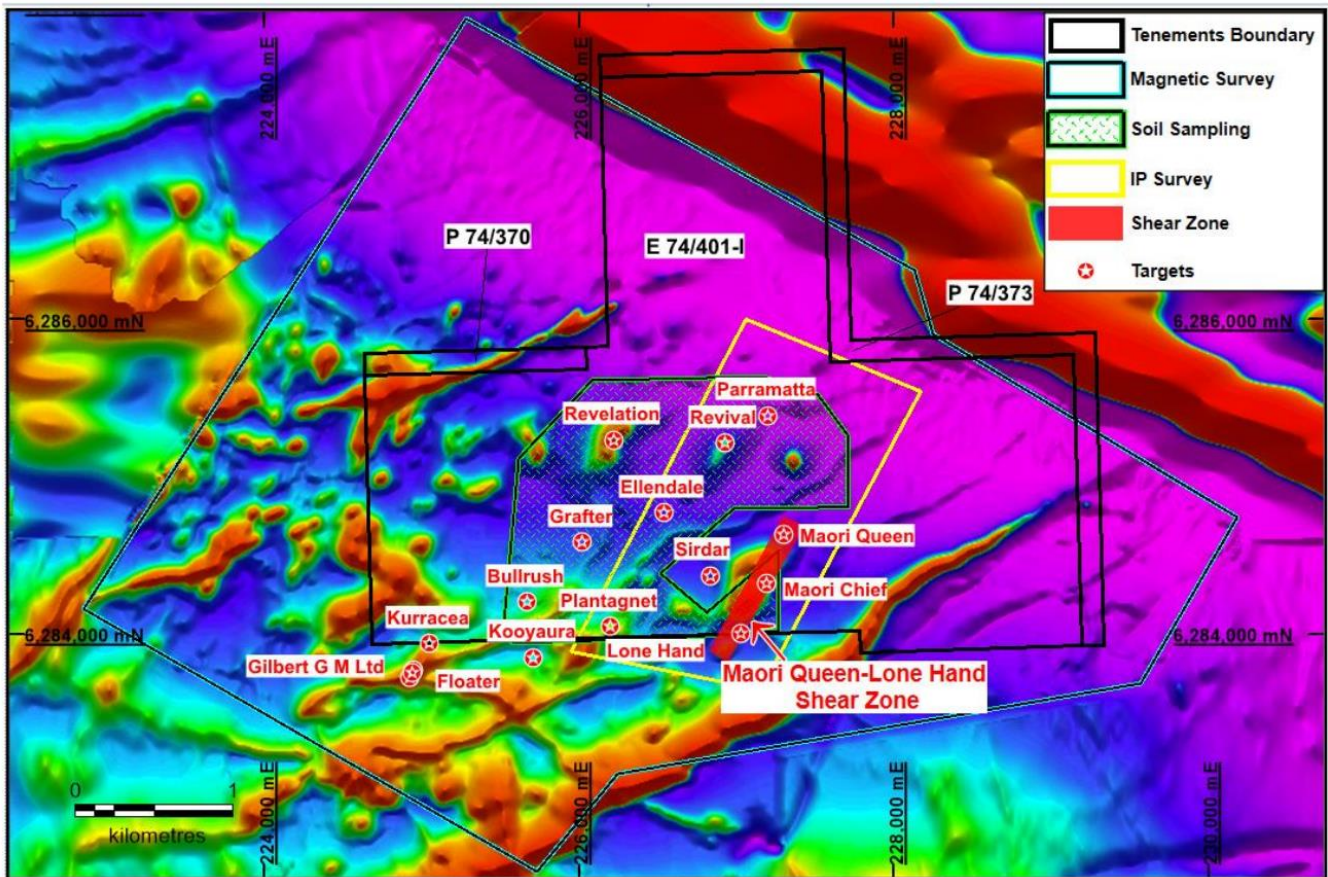 224,000 mE
226,000 mE
228,000 mE
Tenements Boundary
Magnetic Survey
Soil Sampling
IP Survey
Shear Zone
Targets
P 74/370
E 74/401-I
P 74/373
6,286,000 mN
6,286,000 mN
Parramatta
Revelation
Revival
Ellendale
Grafter
Maori Queen
Sirdar
Maori Chief
Bullrush
Plantagnet
Kurracea
Kooyaura
6,284,000 mN
6,284,000 mN
Lone Hand
Gilbert G M Ltd
Floater
Maori Queen-Lone Hand
Shear Zone
0
1
kilometres
224,000 mE
226,000 mE
228,000 mE
230,000 mE